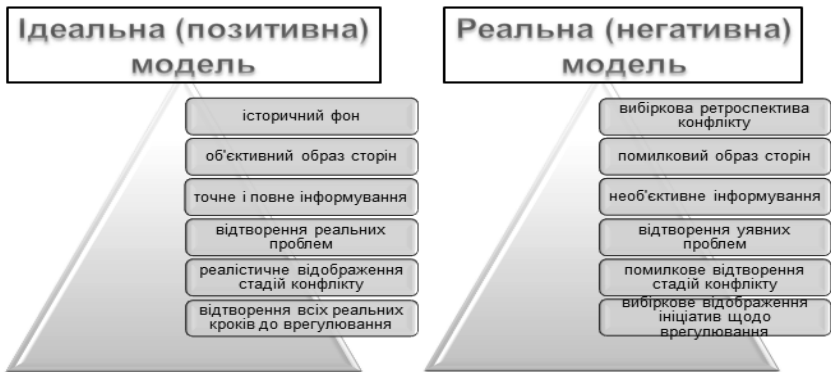 Ідеальна (позитивна)
модель
історичний фон
об'єктивний образ сторін
точне і повне інформування
відтворення реальних
проблем
реалістичне відображення
стадій конфлікту
відтворення всіх реальних
кроків до врегулювання
Реальна (негативна)
модель
вибіркова ретроспектива
конфлікту
помилковий образ сторін
необ'єктивне інформування
відтворення уявних
проблем
помилкове відтворення
стадій конфлікту
вибіркове відображення
ініціатив щодо
врегулювання